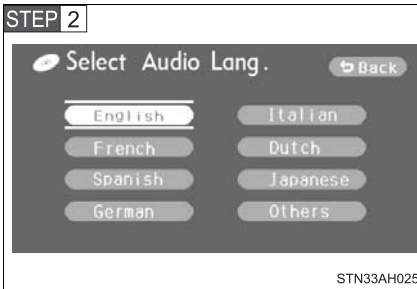 STEP 2
Select Audio Lang.
Back
English Italian
French Dutch
Spanish Japanese
German Others
STN33AH025